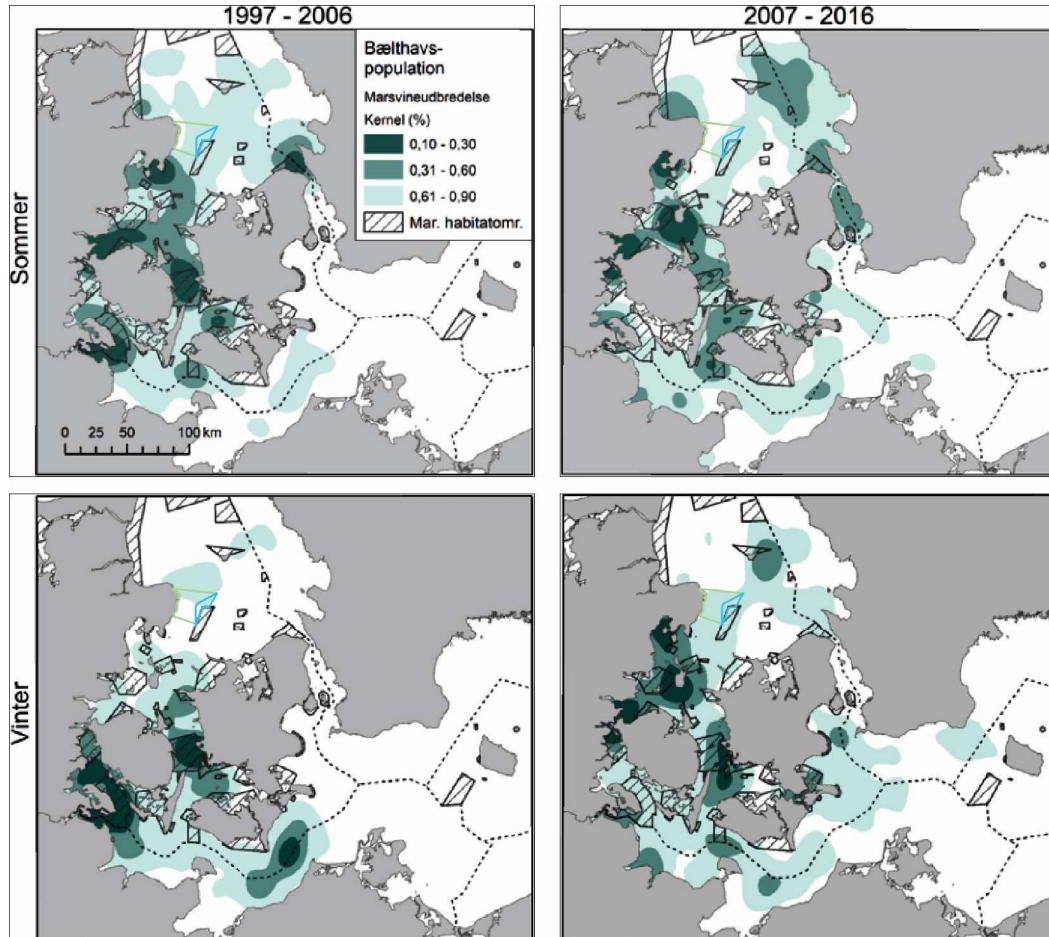 1997 - 2006
2007 - 2016
Sommer
Bælthavs-
population
Marsvineudbredelse
Kernel (%)
0,10 - 0,30
0,31 - 0,60
0,61 - 0,90
Mar. habitatomr.
0 25 50 100 km
Vinter